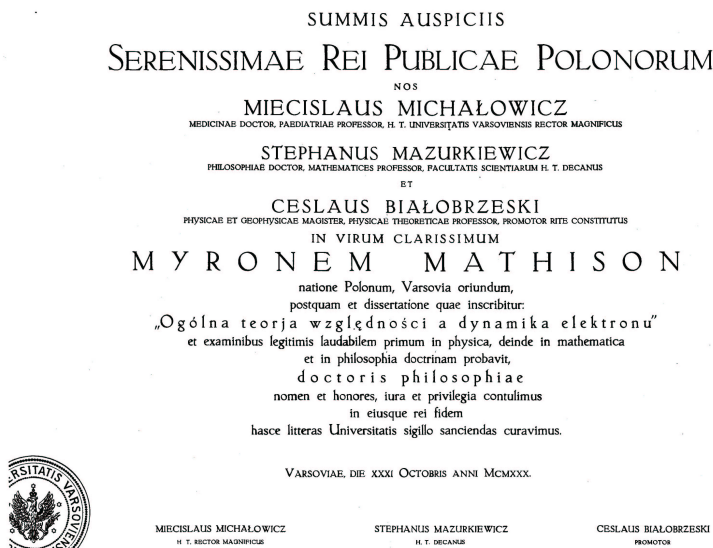 SUMMIS AUSPICIIS
SERENISSIMAE REI PUBLICAE POLONORUM
NOS
MIECISLAUS MICHAŁOWICZ
MEDICINAE DOCTOR, PAEDIATRIAE PROFESSOR, H. T. UNIVERSITATIS VARSOVIENSIS RECTOR MAGNIFICUS
STEPHANUS MAZURKIEWICZ
PHILOSOPHIAE DOCTOR, MATHEMATICES PROFESSOR, FACULTATIS SCIENTIARUM H. T. DECANUS
ET
CESLAUS BIAŁOBRZESKI
PHYSICAE ET GEOPHYSICAE MAGISTER, PHYSICAE THEORETICAE PROFESSOR, PROMOTOR RITE CONSTITUTUS
IN VIRUM CLARISSIMUM
MYRONEM MATHISON
natione Polonum, Varsovia oriundum,
postquam et dissertatione quae inscribitur:
„Ogólna teorja względności a dynamika elektronu”
et examinibus legitimis laudabilem primum in physica, deinde in mathematica
et in philosophia doctrinam probavit,
doctoris philosophiae
nomen et honores, iura et privilegia contulimus
in eiusque rei fidem
hasce litteras Universitatis sigillo sanciendas curavimus.
VARSOVIAE, DIE XXXI OCTOBRIS ANNI MCMXXX.
RSITATIS VARSOVIENS
MIECISLAUS MICHAŁOWICZ
H. T. RECTOR MAGNIFICUS
STEPHANUS MAZURKIEWICZ
H. T. DECANUS
CESLAUS BIAŁOBRZESKI
PROMOTOR